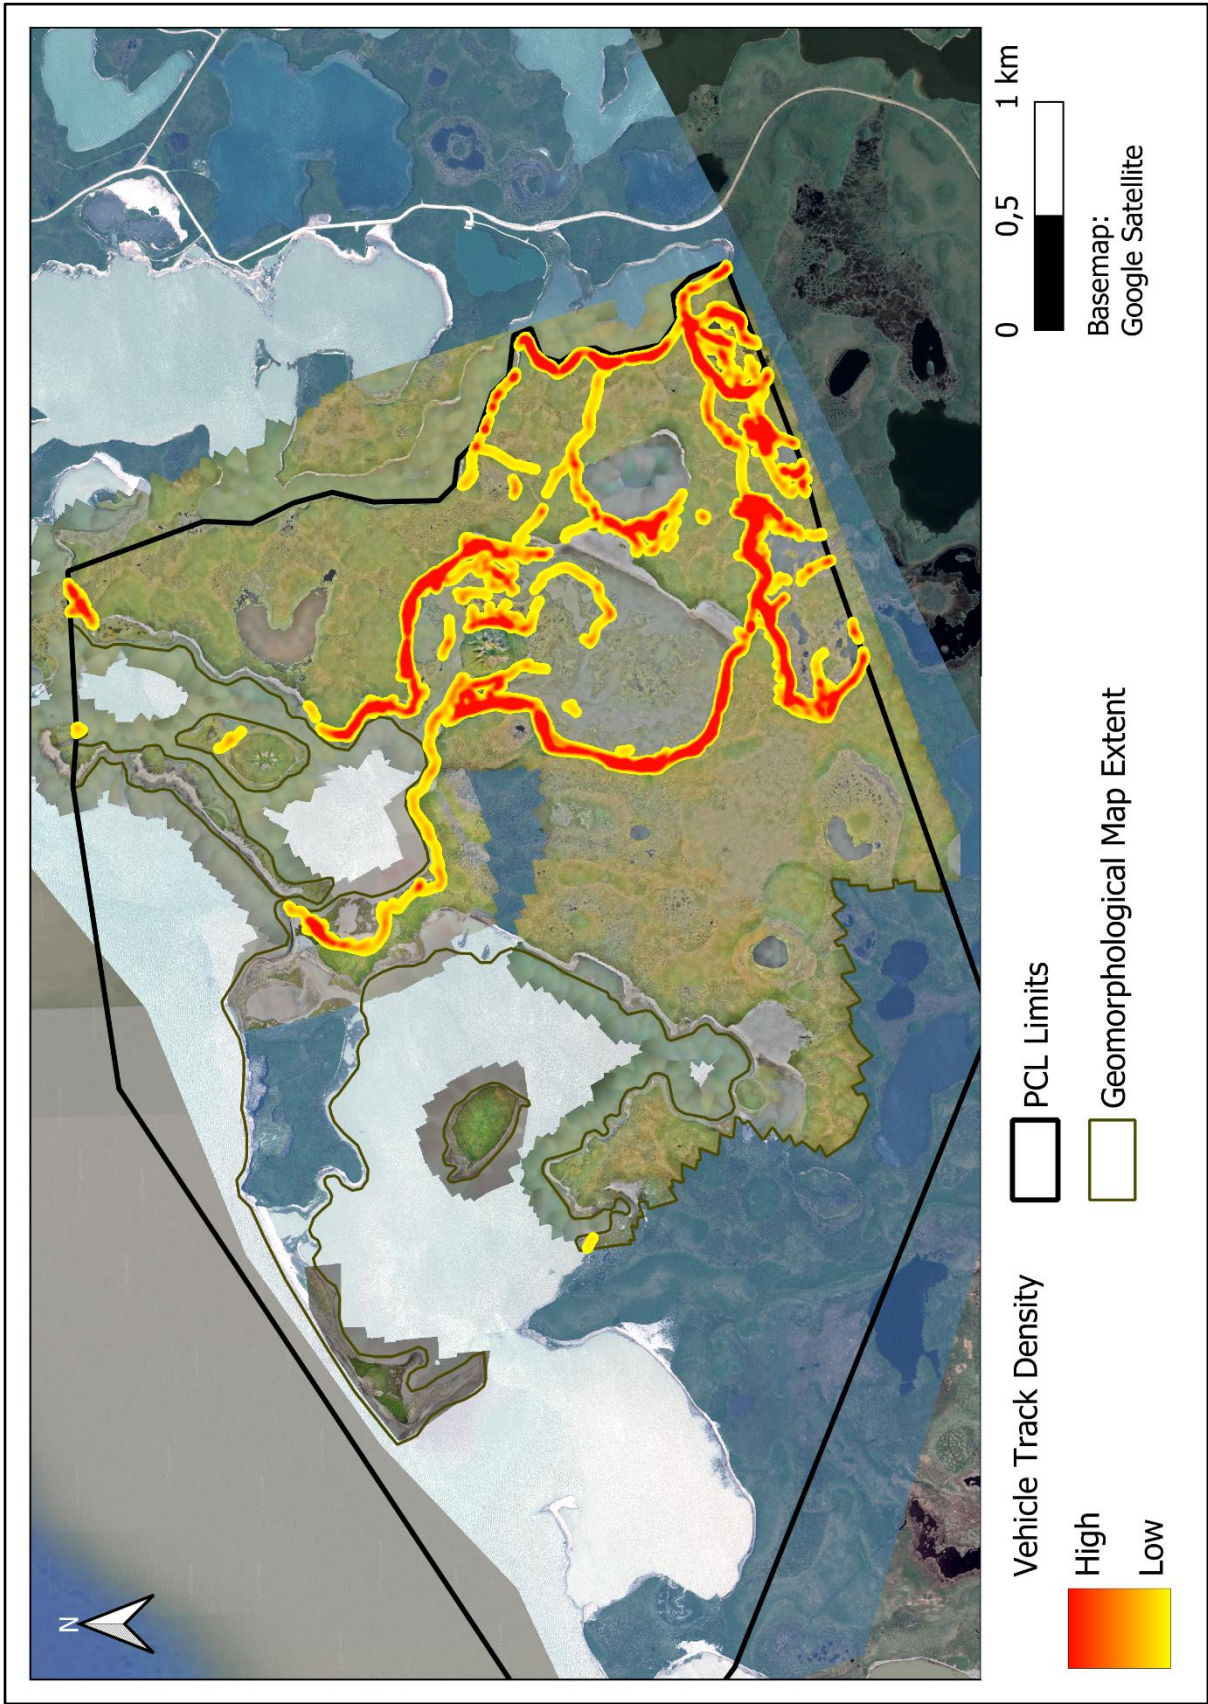 N
Vehicle Track Density
High
Low
PCL Limits
Geomorphological Map Extent
0 0,5 1 km
Basemap:
Google Satellite